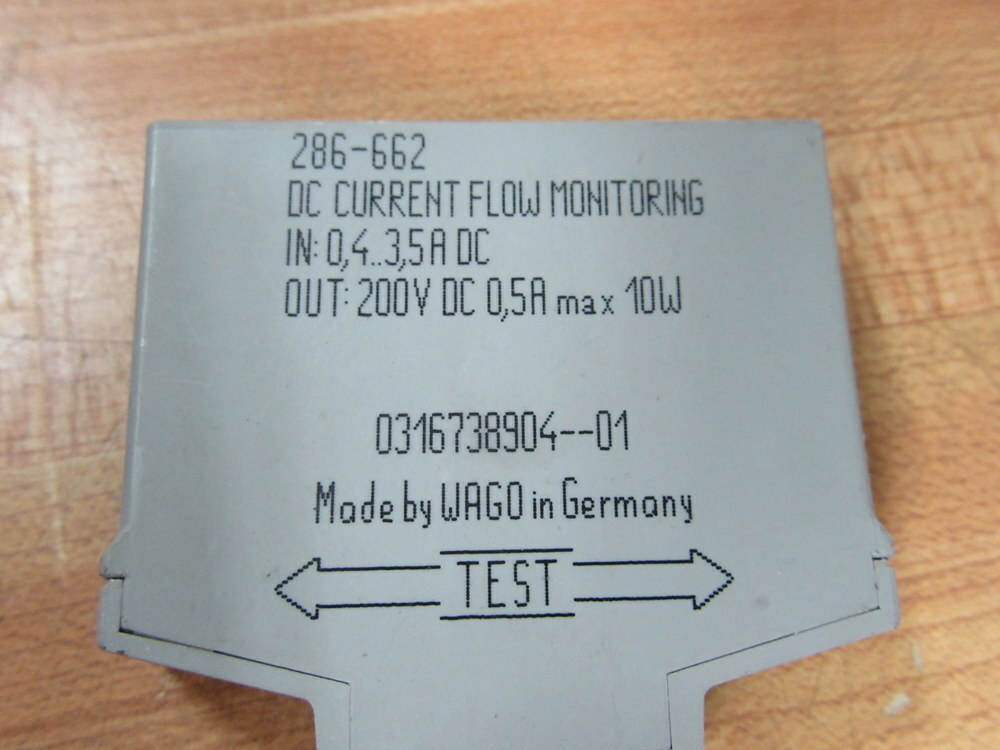 286-662
DC CURRENT FLOW MONITORING
IN: 0,4..3,5A DC
OUT: 200V DC 0,5A max 10W
0316738904--01
Made by WAGO in Germany
TEST